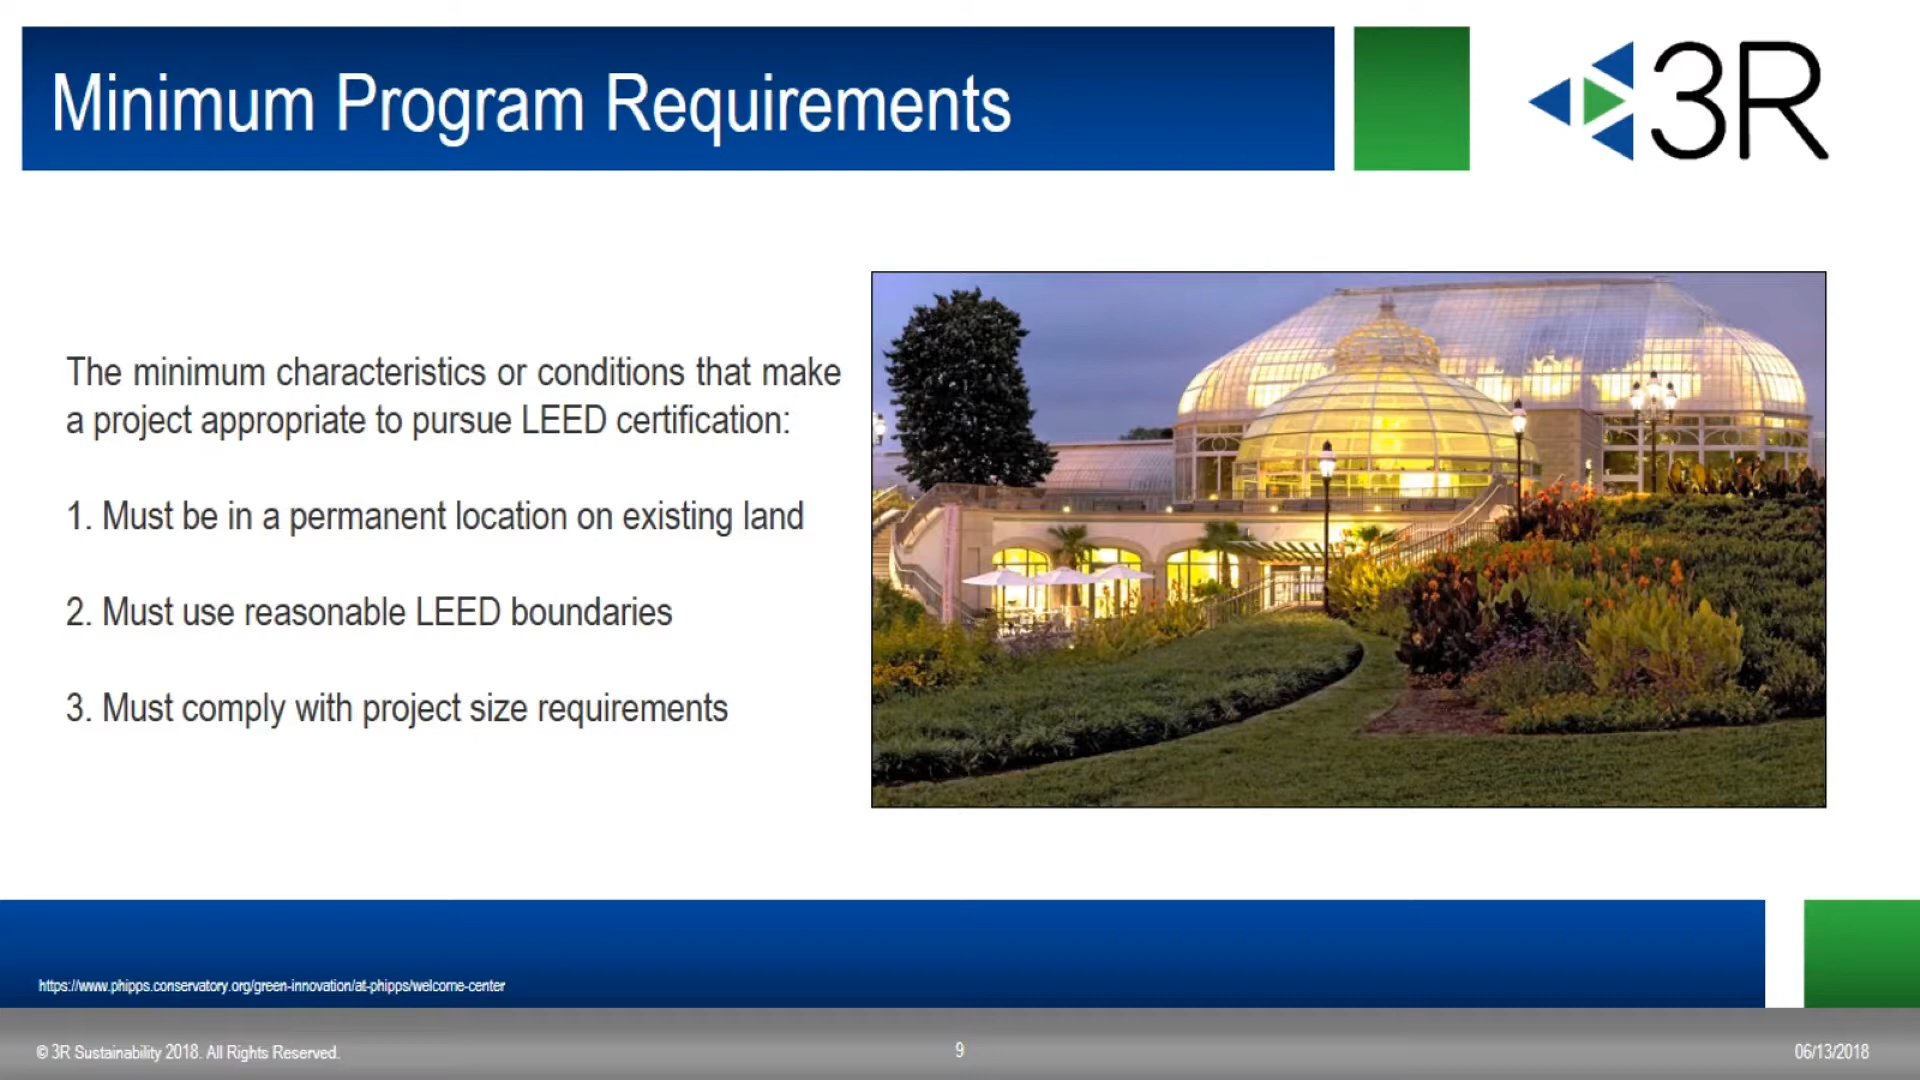 Minimum Program Requirements
3R
The minimum characteristics or conditions that make
a project appropriate to pursue LEED certification:
1. Must be in a permanent location on existing land
2. Must use reasonable LEED boundaries
3. Must comply with project size requirements
https://www.phipps.conservatory.org/green-innovation/at-phipps/welcome-center
© 3R Sustainability 2018. All Rights Reserved.
9
06/13/2018